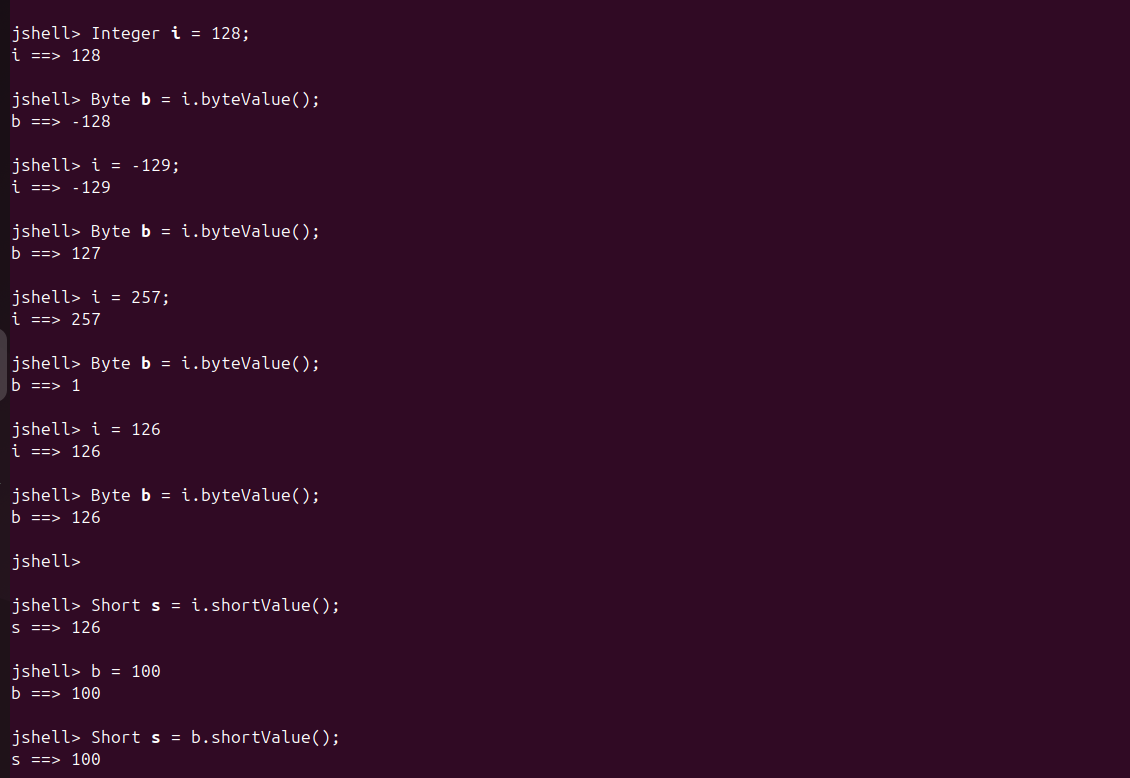 jshell> Integer i = 128;
i ==> 128
jshell> Byte b = i.byteValue();
b ==> -128
jshell> i = -129;
i ==> -129
jshell> Byte b = i.byteValue();
b ==> 127
jshell> i = 257;
i ==> 257
jshell> Byte b = i.byteValue();
b ==> 1
jshell> i = 126
i ==> 126
jshell> Byte b = i.byteValue();
b ==> 126
jshell>
jshell> Short s = i.shortValue();
s ==> 126
jshell> b = 100
b ==> 100
jshell> Short s = b.shortValue();
s ==> 100